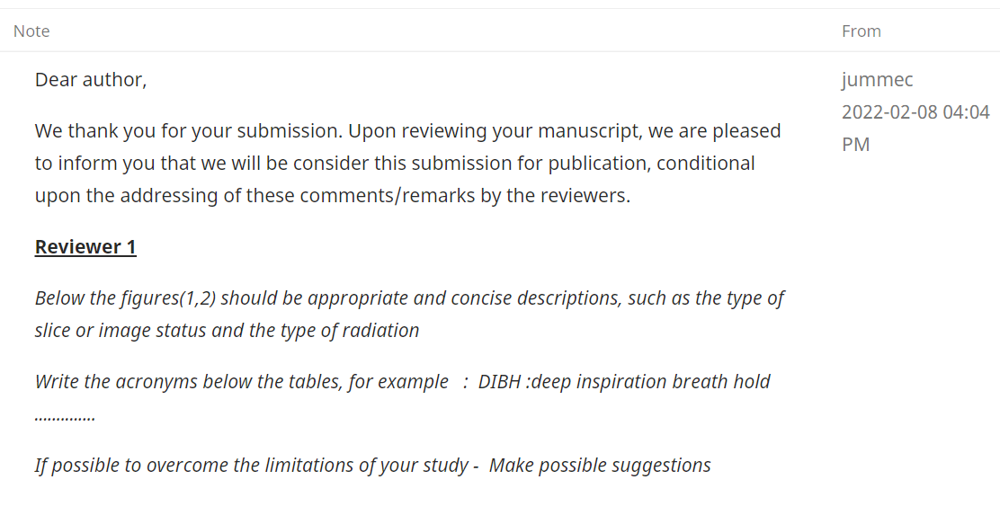 Note
From
Dear author,
We thank you for your submission. Upon reviewing your manuscript, we are pleased
to inform you that we will be consider this submission for publication, conditional
upon the addressing of these comments/remarks by the reviewers.
Reviewer 1
Below the figures(1,2) should be appropriate and concise descriptions, such as the type of
slice or image status and the type of radiation
Write the acronyms below the tables, for example  :  DIBH :deep inspiration breath hold
..............
If possible to overcome the limitations of your study -  Make possible suggestions
jummec
2022-02-08 04:04
PM